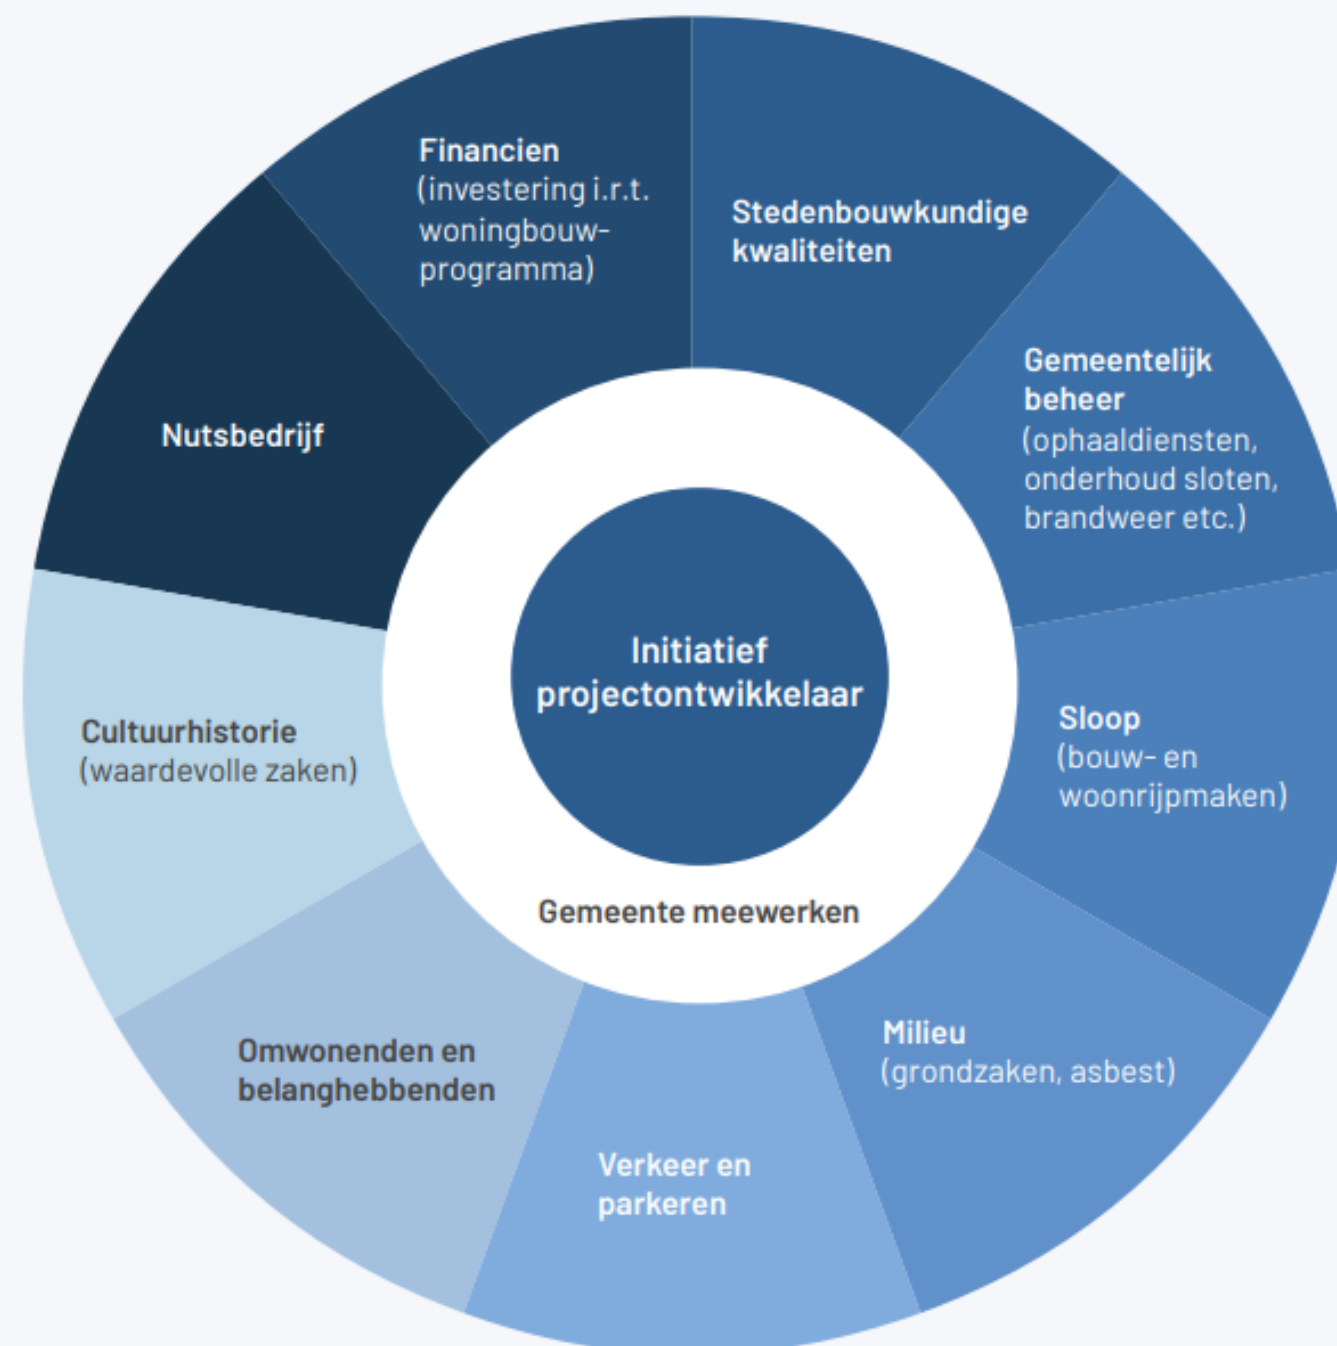 Financien
(investering i.r.t.
woningbouw-
programma)
Stedenbouwkundige
kwaliteiten
Gemeentelijk
beheer
(ophaaldiensten,
onderhoud sloten,
brandweer etc.)
Sloop
(bouw- en
woonrijpmaken)
Milieu
(grondzaken, asbest)
Verkeer en
parkeren
Omwonenden en
belanghebbenden
Cultuurhistorie
(waardevolle zaken)
Nutsbedrijf
Initiatief
projectontwikkelaar
Gemeente meewerken